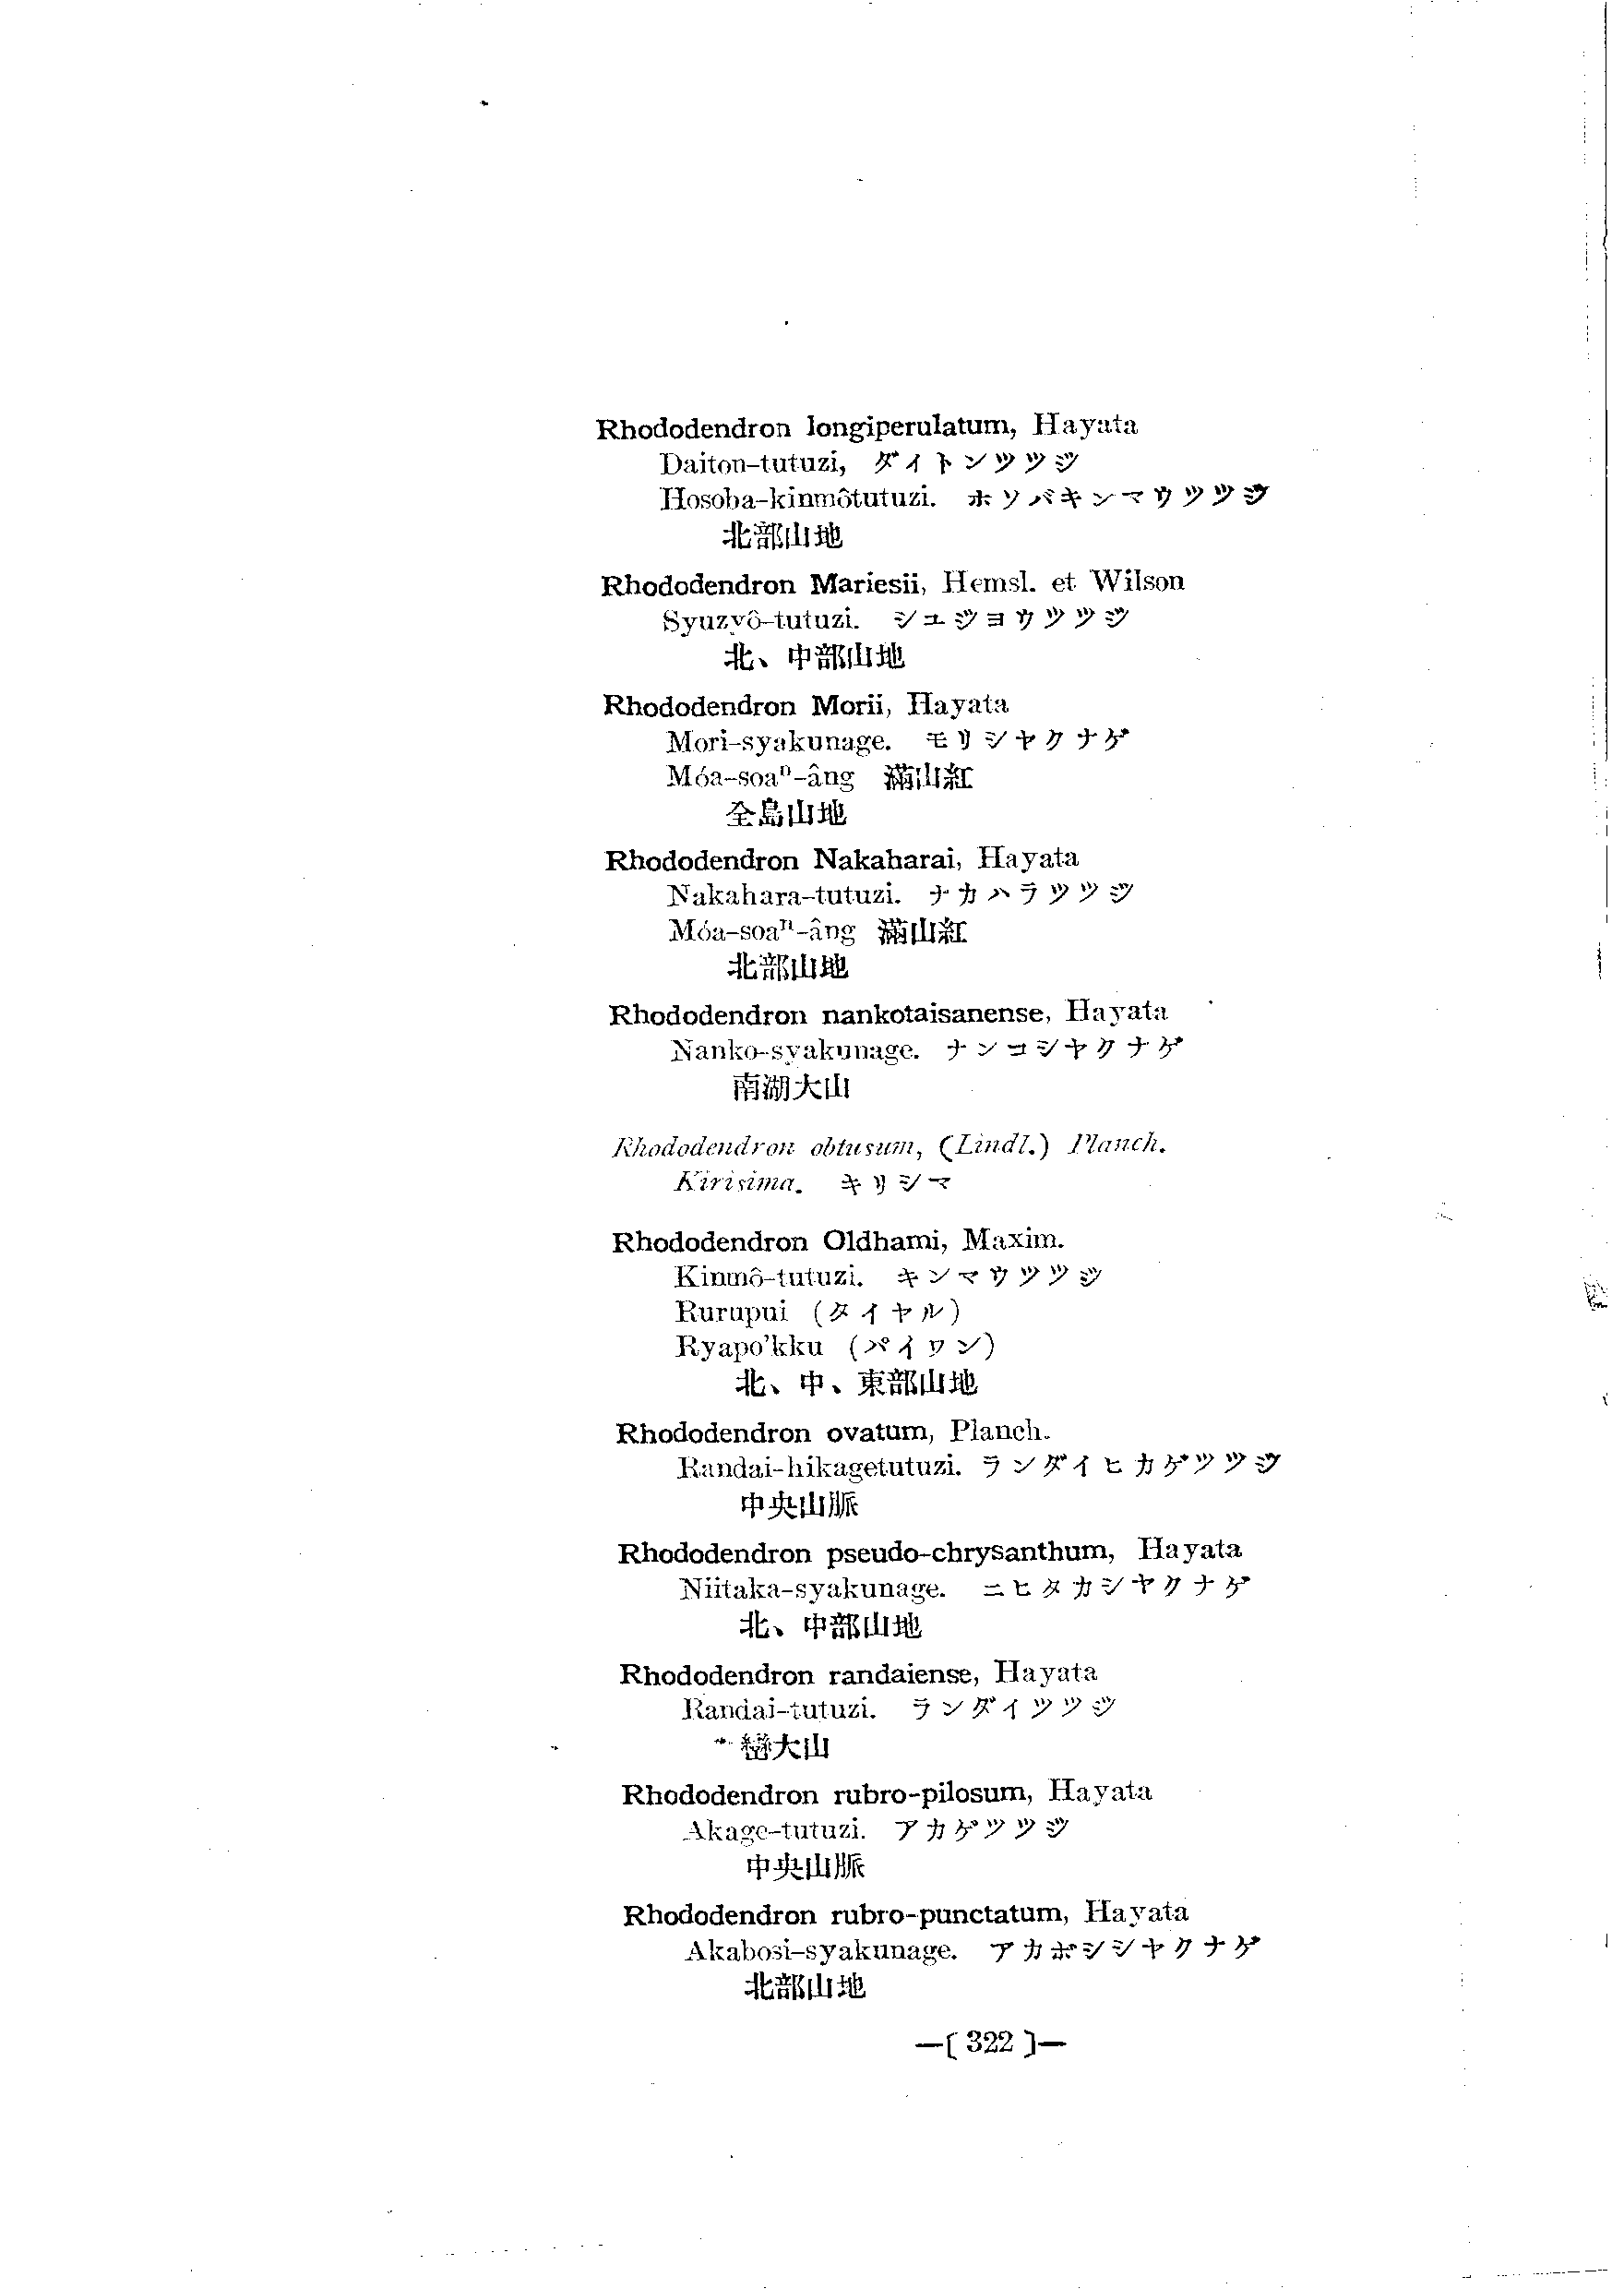 Rhododendron longiperulatum, Hayata
Daiton-tutuzi, ダイトンツツジ
Hosoba-kinmôtutuzi. ホソバキンマウツツジ
北部山地
Rhododendron Mariesii, Hemsl. et Wilson
Syuzyô-tutuzi. シユジヨウツツジ
北、中部山地
Rhododendron Morii, Hayata
Mori-syakunage. モリシヤクナゲ
Móa-soaⁿ-âng 滿山紅
全島山地
Rhododendron Nakaharai, Hayata
Nakahara-tutuzi. ナカハラツツジ
Móa-soaⁿ-âng 滿山紅
北部山地
Rhododendron nankotaisanense, Hayata
Nanko-syakunage. ナンコシヤクナゲ
南湖大山
Rhododendron obtusum, (Lindl.) Planch.
Kirisima. キリシマ
Rhododendron Oldhami, Maxim.
Kinmô-tutuzi. キンマウツツジ
Rurupui (タイヤル)
Ryapo'kku (パイワン)
北、中、東部山地
Rhododendron ovatum, Planch.
Randai-hikagetutuzi. ランダイヒカゲツツジ
中央山脈
Rhododendron pseudo-chrysanthum, Hayata
Niitaka-syakunage. ニヒタカシヤクナゲ
北、中部山地
Rhododendron randaiense, Hayata
Randai-tutuzi. ランダイツツジ
大山
Rhododendron rubro-pilosum, Hayata
Akage-tutuzi. アカゲツツジ
中央山脈
Rhododendron rubro-punctatum, Hayata
Akabosi-syakunage. アカボシシヤクナゲ
北部山地
—( 322 )—